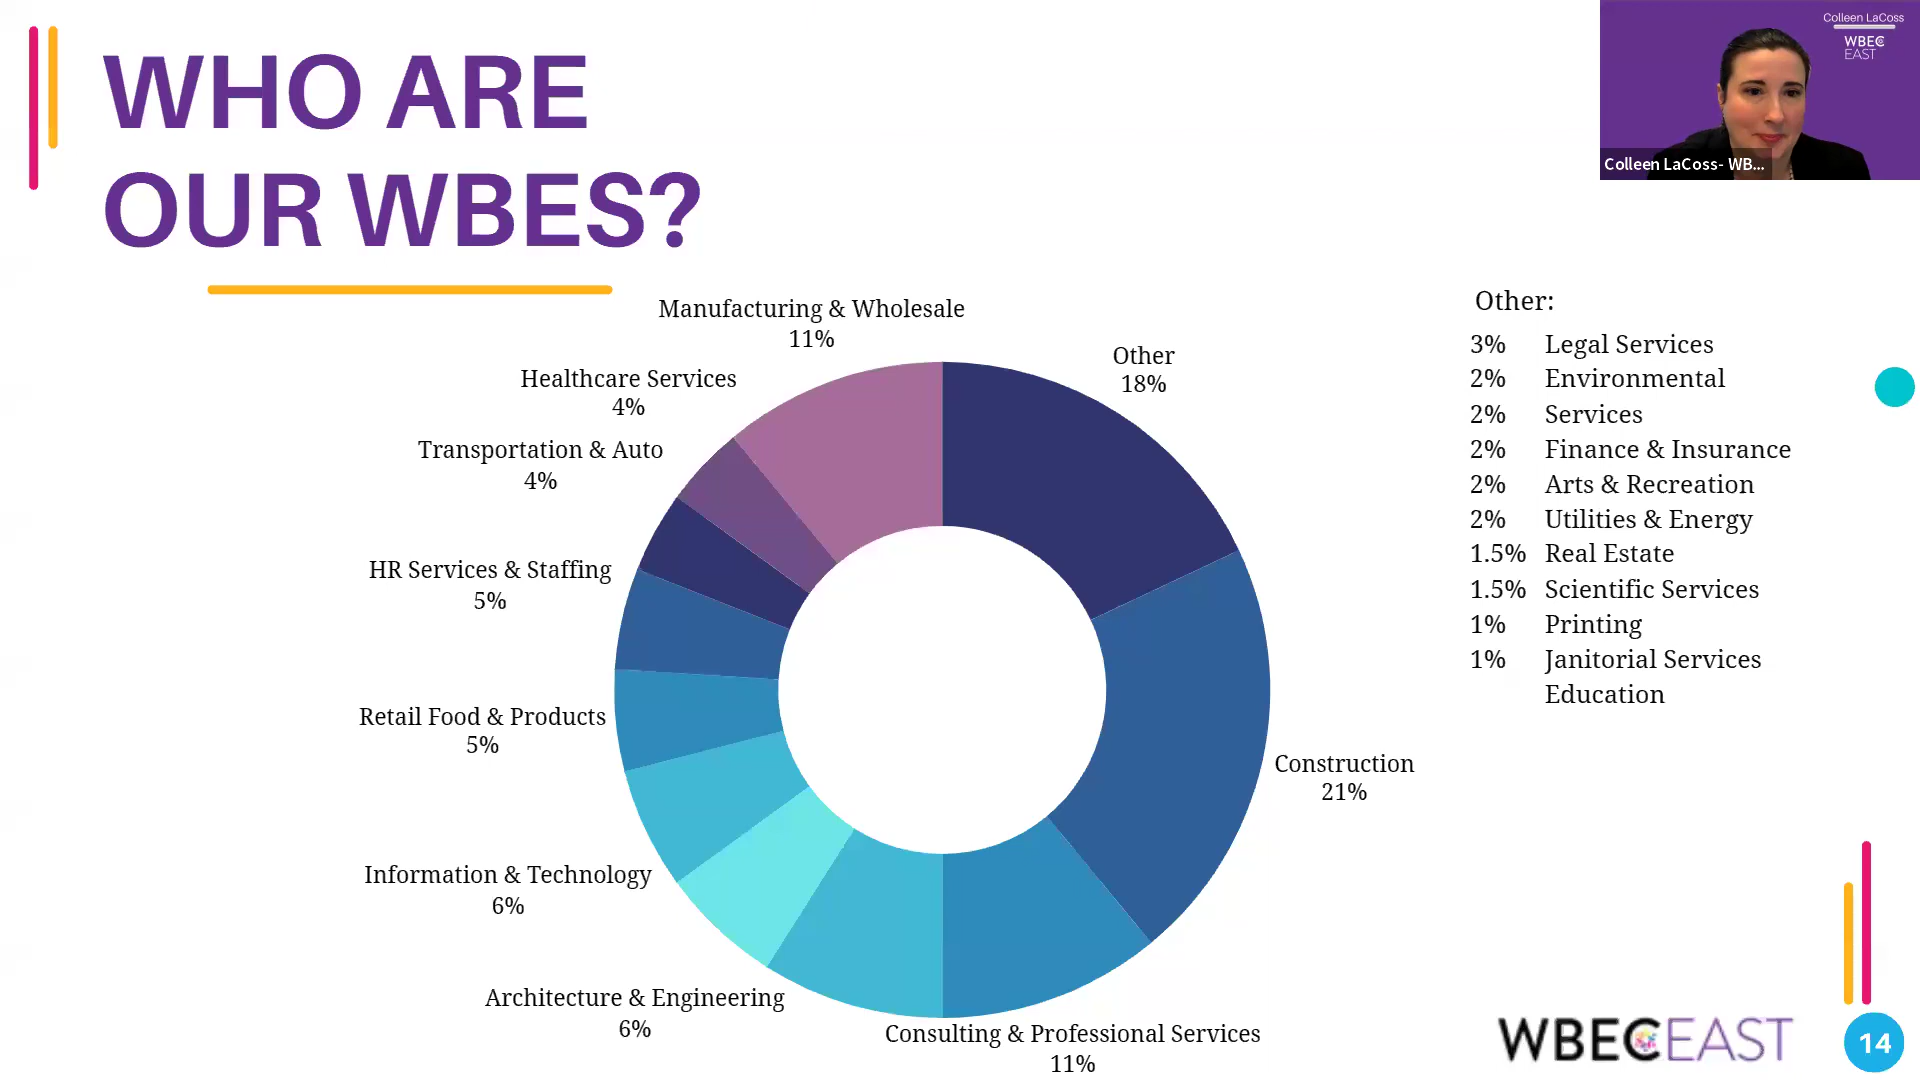 WHO ARE
OUR WBES?
Colleen LaCoss
WBEC
EAST
Colleen LaCoss- WB...
Manufacturing & Wholesale
11%
Other
18%
Healthcare Services
4%
Transportation & Auto
4%
HR Services & Staffing
5%
Retail Food & Products
5%
Information & Technology
6%
Architecture & Engineering
6%
Consulting & Professional Services
11%
Construction
21%
Other:
3% Legal Services
2% Environmental
2% Services
2% Finance & Insurance
2% Arts & Recreation
2% Utilities & Energy
1.5% Real Estate
1.5% Scientific Services
1% Printing
1% Janitorial Services
Education
WBECEAST
14